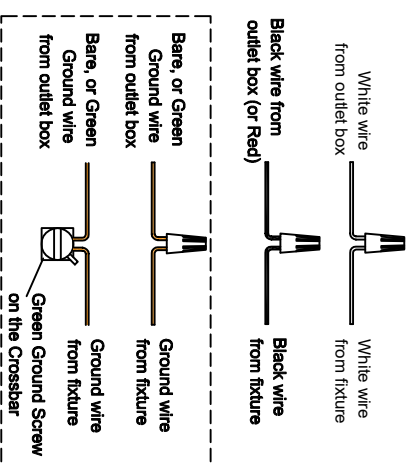 White wire
from outlet box
White wire
from fixture
Black wire from
outlet box (or Red)
Black wire
from fixture
Bare, or Green
Ground wire
from outlet box
Ground wire
from fixture
Bare, or Green
Ground wire
from outlet box
Ground wire
from fixture
Green Ground Screw
on the Crossbar